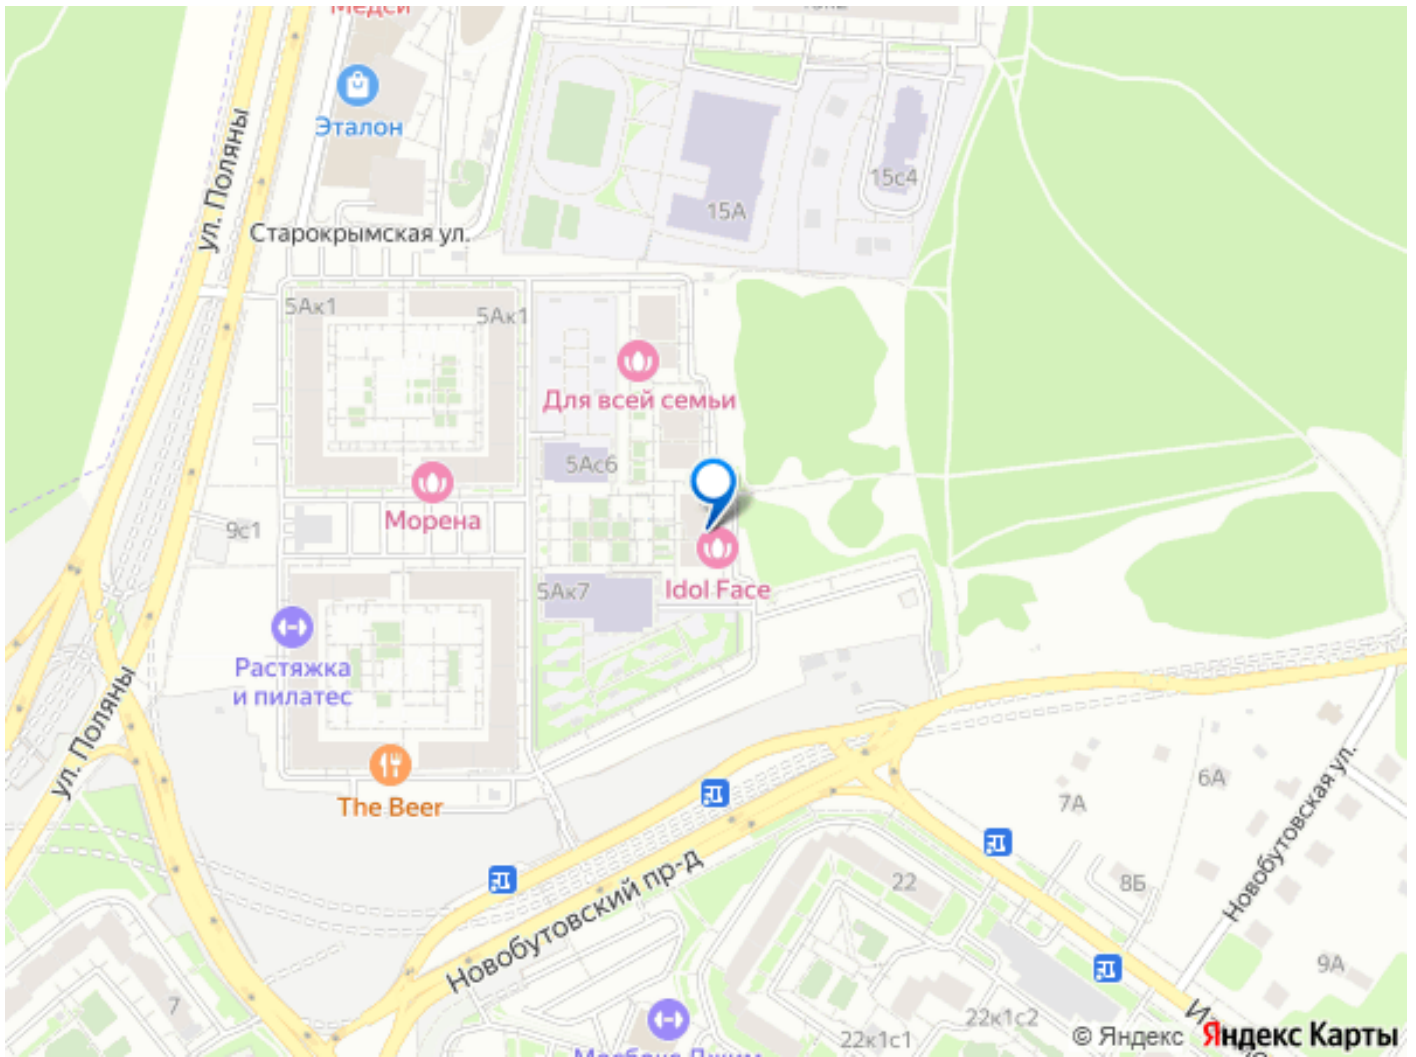 Медси
Эталон
ул. Поляны
15с4
15А
Старокрымская ул.
5Ак1
5Ак1
Для всей семьи
5Ас6
Морена
9с1
Idol Face
5Ак7
Растяжка
и пилатес
ул. Поляны
The Beer
6А
7А
Новобутовская ул.
Новобутовский пр-д
22
8Б
9А
7
22к1с2
22к1с1
© Яндекс Яндекс Карты